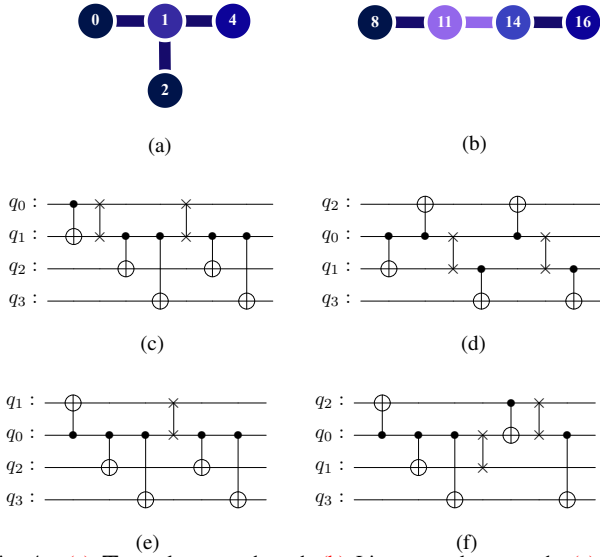 0 1 4 8 11 14 16
2
(a) (b)
q0 : q2 :
q1 : q0 :
q2 : q1 :
q3 : q3 :
(c) (d)
q1 : q2 :
q0 : q0 :
q2 : q1 :
q3 : q3 :
(e) (f)